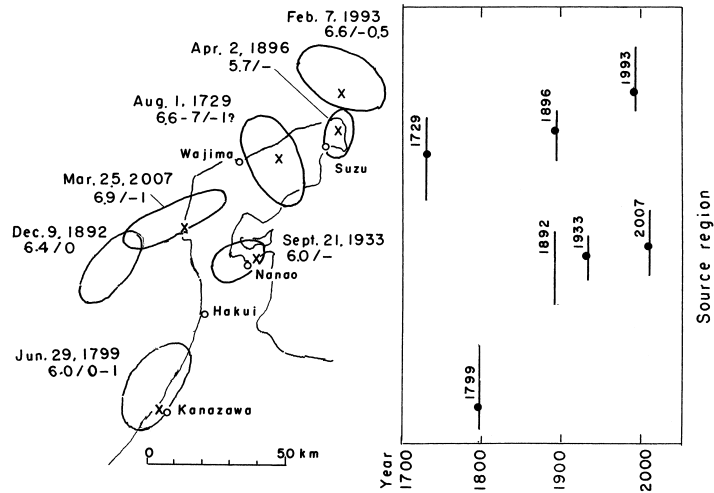 Feb. 7, 1993
6.6/-0.5
Apr. 2, 1896
5.7/-
Aug. 1, 1729
6.6-7/-1?
Wajima
Suzu
Mar. 25, 2007
6.9/-1
Dec. 9, 1892
6.4/0
Sept. 21, 1933
6.0/-
Nanao
Hakui
Jun. 29, 1799
6.0/0-1
Kanazawa
0 50 km
1993
1896
1729
2007
1933
1892
1799
Source region
Year
1700
1800
1900
2000